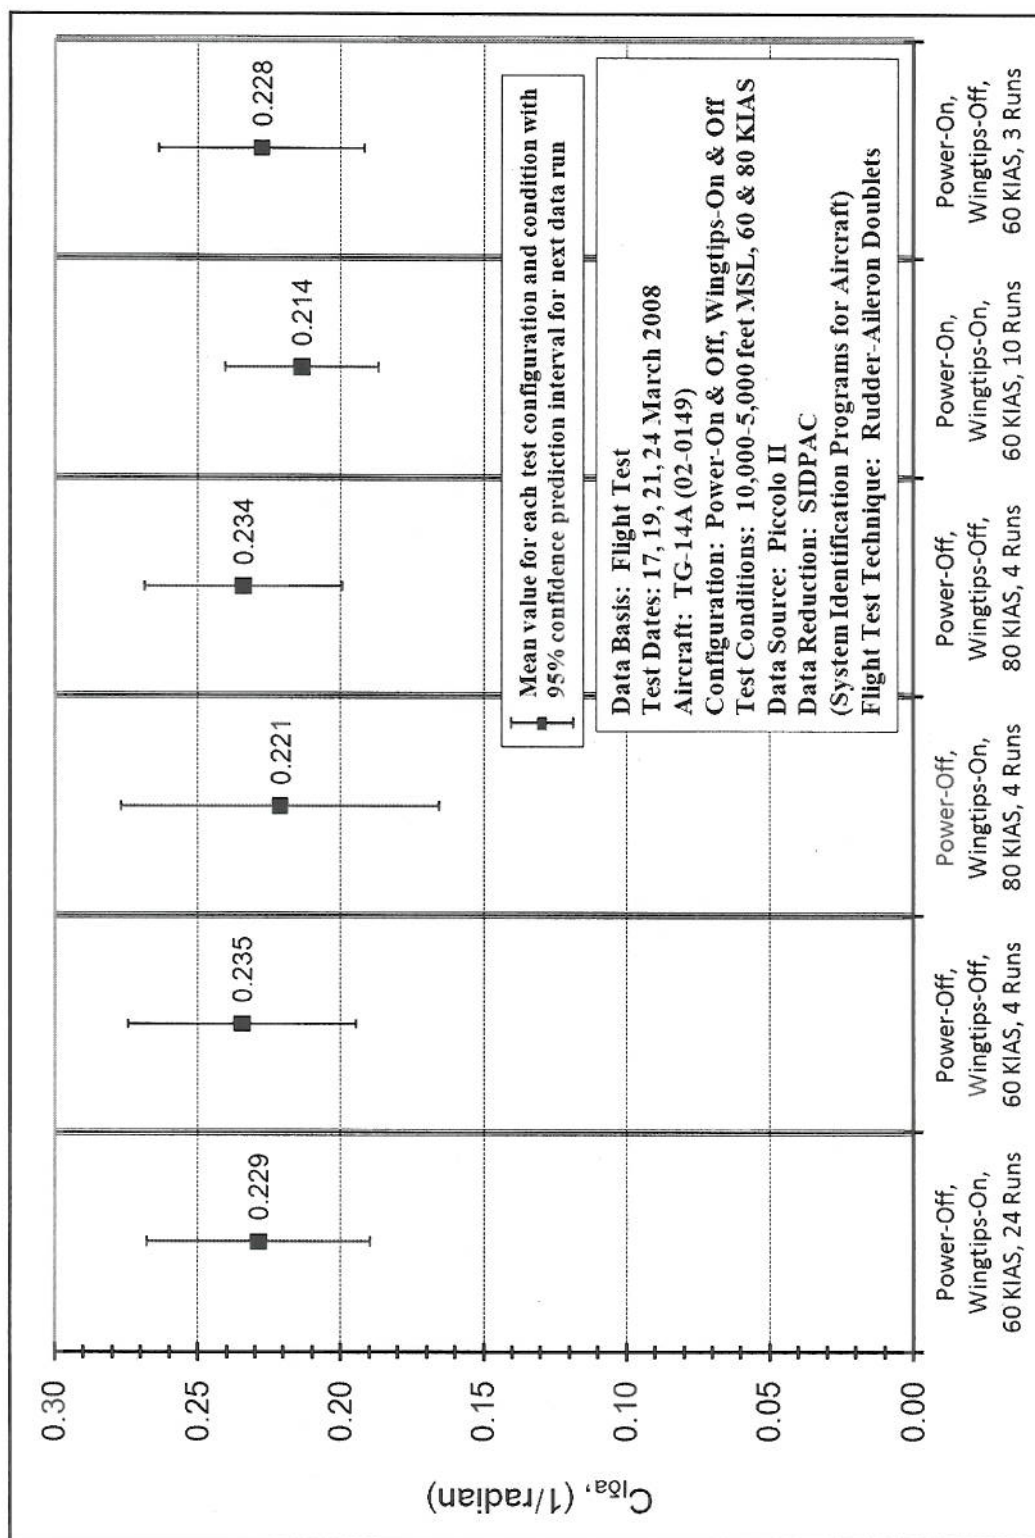 C_{lδa}, (1/radian)
0.30
0.25
0.20
0.15
0.10
0.05
0.00
0.229
0.235
0.221
0.234
0.214
0.228
Mean value for each test configuration and condition with
95% confidence prediction interval for next data run
Data Basis: Flight Test
Test Dates: 17, 19, 21, 24 March 2008
Aircraft: TG-14A (02-0149)
Configuration: Power-On & Off, Wingtips-On & Off
Test Conditions: 10,000-5,000 feet MSL, 60 & 80 KIAS
Data Source: Piccolo II
Data Reduction: SIDPAC
(System Identification Programs for Aircraft)
Flight Test Technique: Rudder-Aileron Doublets
Power-Off,
Wingtips-On,
60 KIAS, 24 Runs
Power-Off,
Wingtips-Off,
60 KIAS, 4 Runs
Power-Off,
Wingtips-On,
80 KIAS, 4 Runs
Power-Off,
Wingtips-Off,
80 KIAS, 4 Runs
Power-On,
Wingtips-On,
60 KIAS, 10 Runs
Power-On,
Wingtips-Off,
60 KIAS, 3 Runs